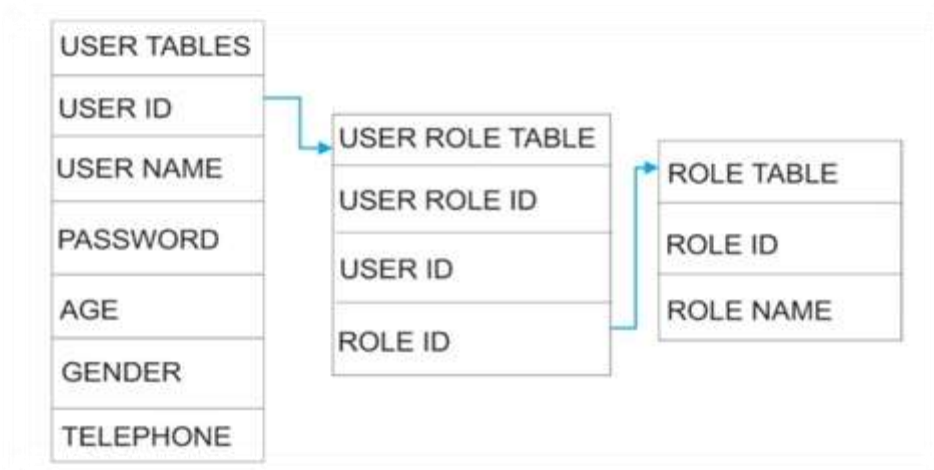 USER TABLES
USER ID
USER NAME
PASSWORD
AGE
GENDER
TELEPHONE
USER ROLE TABLE
USER ROLE ID
USER ID
ROLE ID
ROLE TABLE
ROLE ID
ROLE NAME